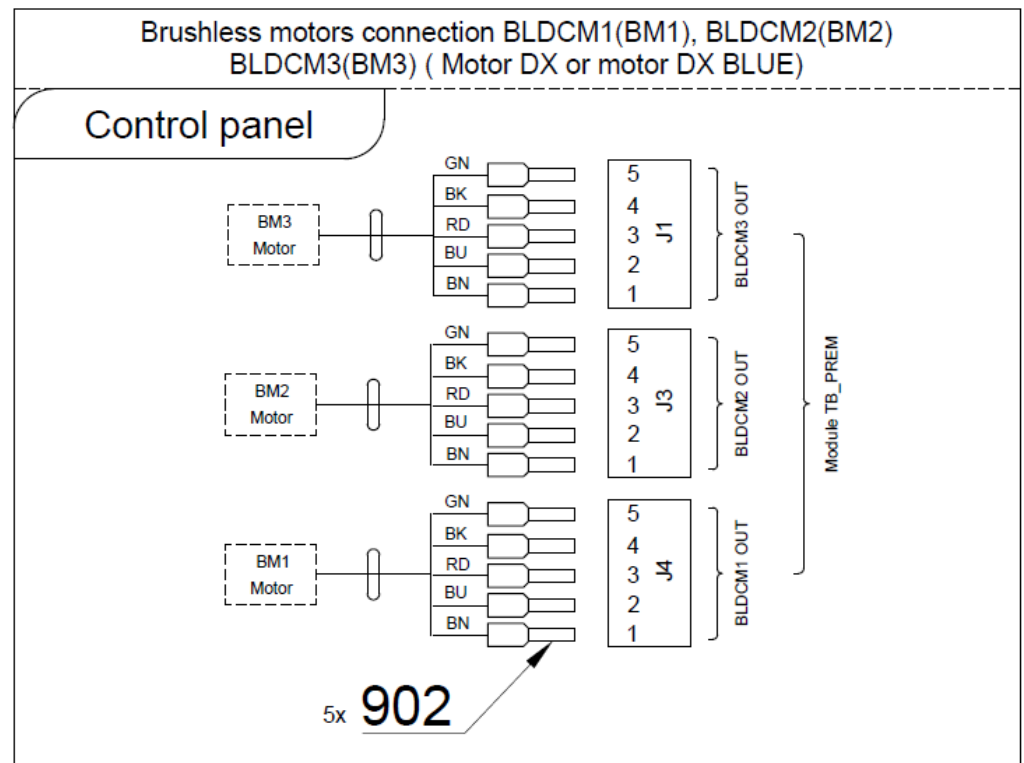 Brushless motors connection BLDCM1(BM1), BLDCM2(BM2)
BLDCM3(BM3) ( Motor DX or motor DX BLUE)
Control panel
BM3
Motor
GN
BK
RD
BU
BN
5
4
3
2
1
J1
BLDCM3 OUT
BM2
Motor
GN
BK
RD
BU
BN
5
4
3
2
1
J3
BLDCM2 OUT
Module TB_PREM
BM1
Motor
GN
BK
RD
BU
BN
5
4
3
2
1
J4
BLDCM1 OUT
5x 902